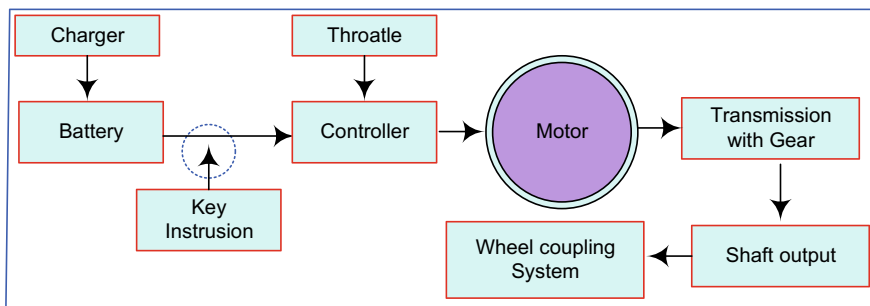 Charger
Throatle
Battery
Controller
Motor
Transmission
with Gear
Key
Instrusion
Wheel coupling
System
Shaft output